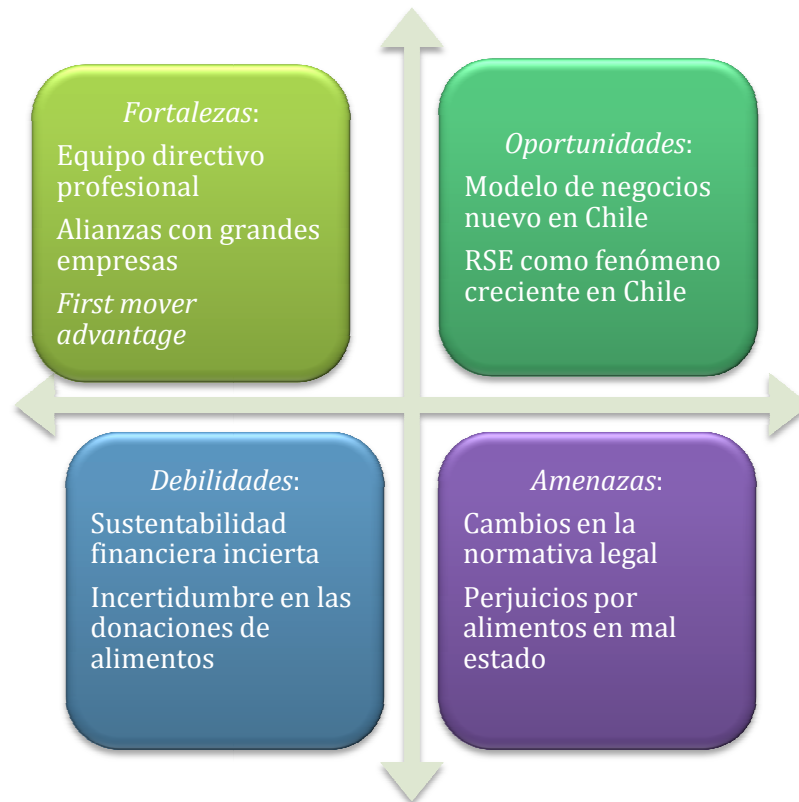 Fortalezas:
Equipo directivo
profesional
Alianzas con grandes
empresas
First mover
advantage
Oportunidades:
Modelo de negocios
nuevo en Chile
RSE como fenómeno
creciente en Chile
Debilidades:
Sustentabilidad
financiera incierta
Incertidumbre en las
donaciones de
alimentos
Amenazas:
Cambios en la
normativa legal
Perjuicios por
alimentos en mal
estado